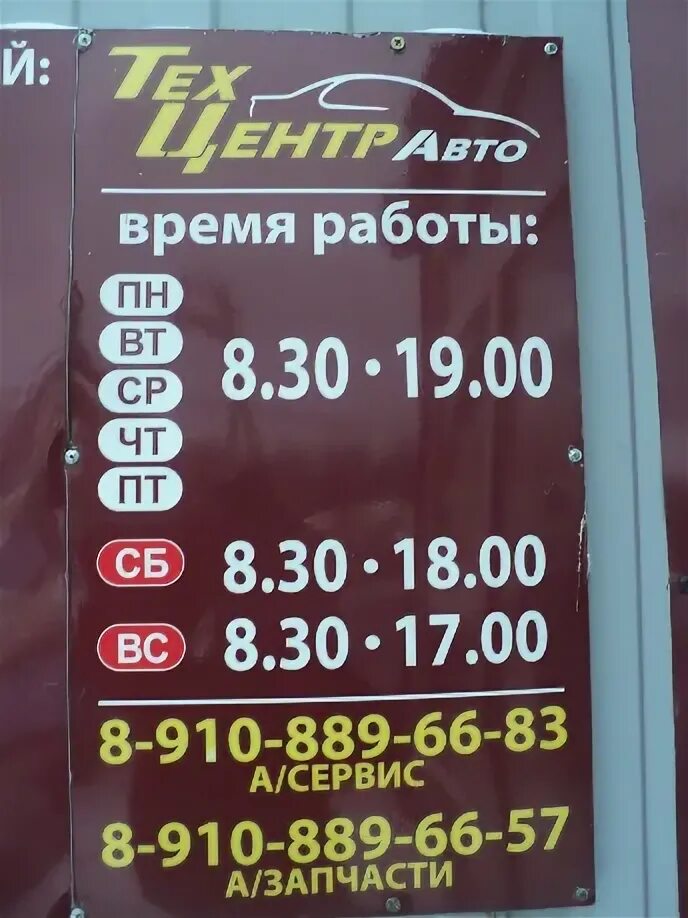 Й:
ТЕХ
ЦЕНТР АВТО
время работы:
ПН
ВТ
СР
ЧТ
ПТ
8.30 • 19.00
СБ 8.30 • 18.00
ВС 8.30 • 17.00
8-910-889-66-83
А/СЕРВИС
8-910-889-66-57
А/ЗАПЧАСТИ